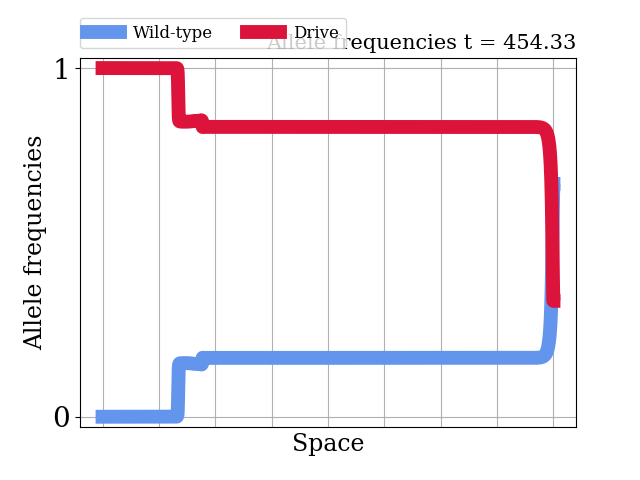 Wild-type Drive
Allele frequencies t = 454.33
1
Allele frequencies
0
Space